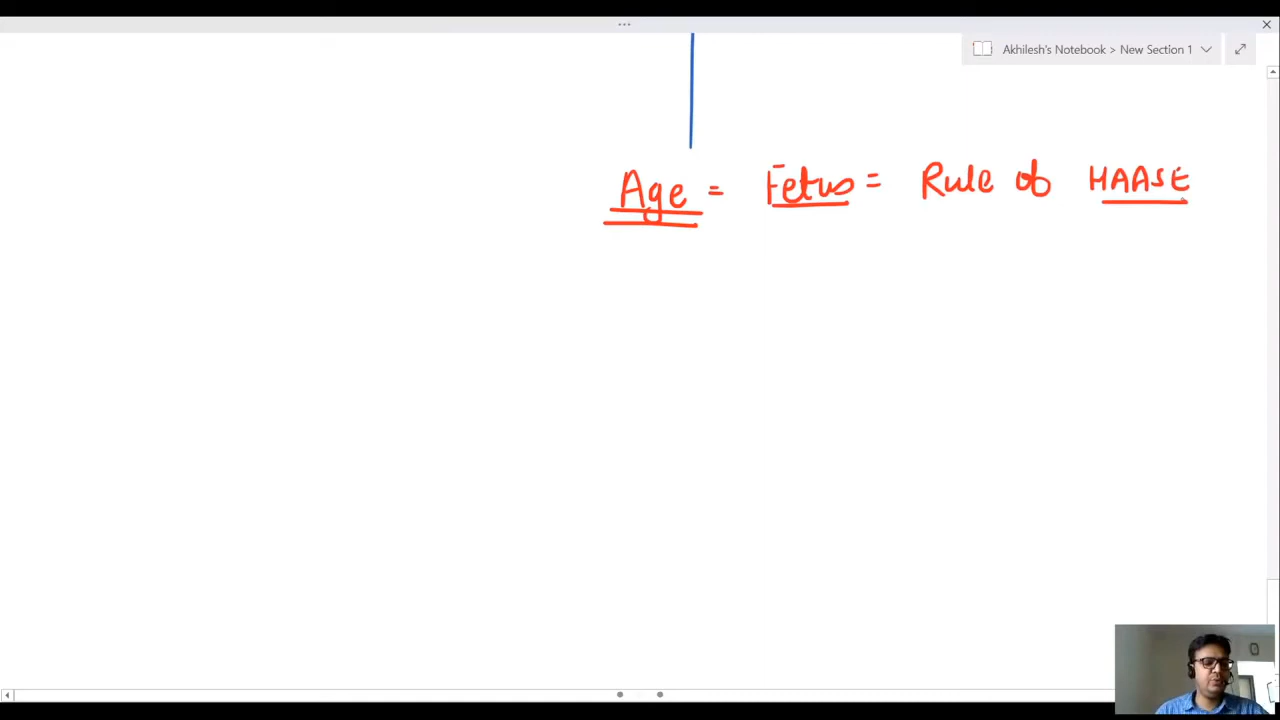 Akhilesh's Notebook > New Section 1
Age = Fetus = Rule of HAASE